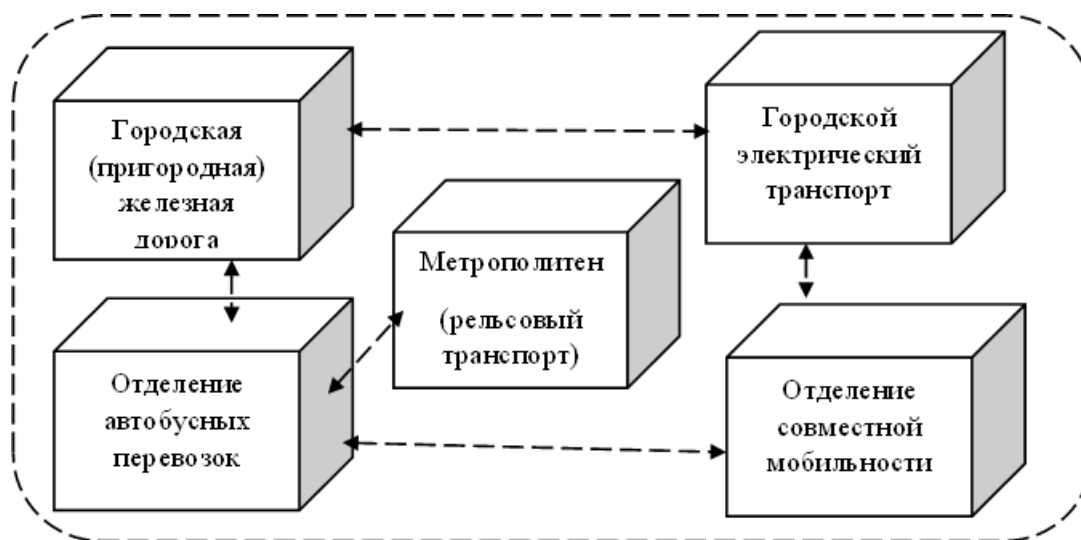 Городская
(пригородная)
железная
дорога
Городской
электрический
транспорт
Метрополитен
(рельсовый
транспорт)
Отделение
автобусных
перевозок
Отделение
совместной
мобильности